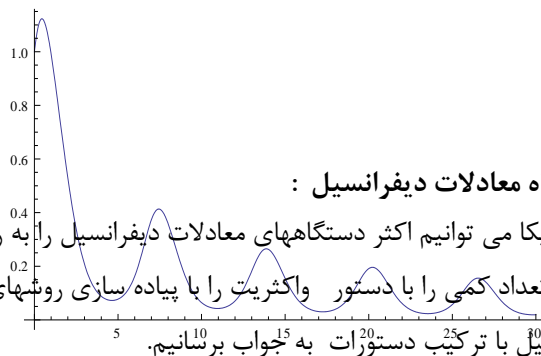 1.0
0.8
0.6
ه معادلات دیفرانسیل :
0.4
یکا می توانیم اکثر دستگاههای معادلات دیفرانسیل را به ر
0.2
تعداد کمی را با دستور واکثریت را با پیاده سازی روشهای
5 10 15 20 25 30
یل با ترکیب دستورات به جواب برسانیم.